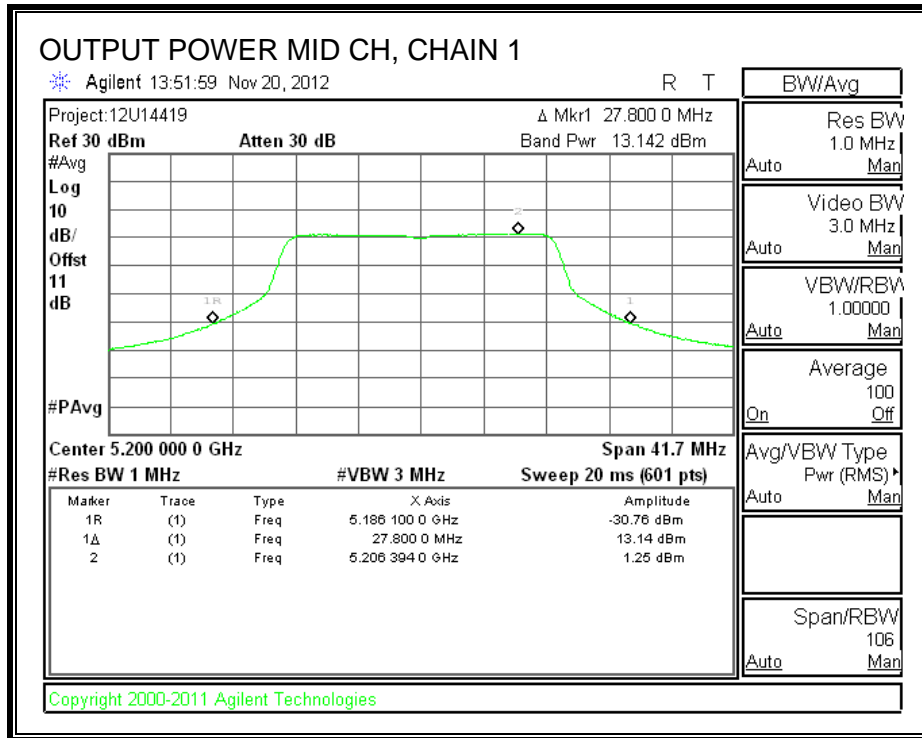 OUTPUT POWER MID CH, CHAIN 1
Agilent 13:51:59 Nov 20, 2012 R T
Project:12U14419 Δ Mkr1 27.800 0 MHz
Ref 30 dBm Atten 30 dB Band Pwr 13.142 dBm
#Avg
Log
10
dB/
Offst
11
dB
2
1R
1
#PAvg
Center 5.200 000 0 GHz Span 41.7 MHz
#Res BW 1 MHz #VBW 3 MHz Sweep 20 ms (601 pts)
Marker Trace Type X Axis Amplitude
1R (1) Freq 5.186 100 0 GHz -30.76 dBm
1Δ (1) Freq 27.800 0 MHz 13.14 dBm
2 (1) Freq 5.206 394 0 GHz 1.25 dBm
Copyright 2000-2011 Agilent Technologies
BW/Avg
Res BW
1.0 MHz
Auto Man
Video BW
3.0 MHz
Auto Man
VBW/RBW
1.00000
Auto Man
Average
100
On Off
Avg/VBW Type
Pwr (RMS)
Auto Man
Span/RBW
106
Auto Man